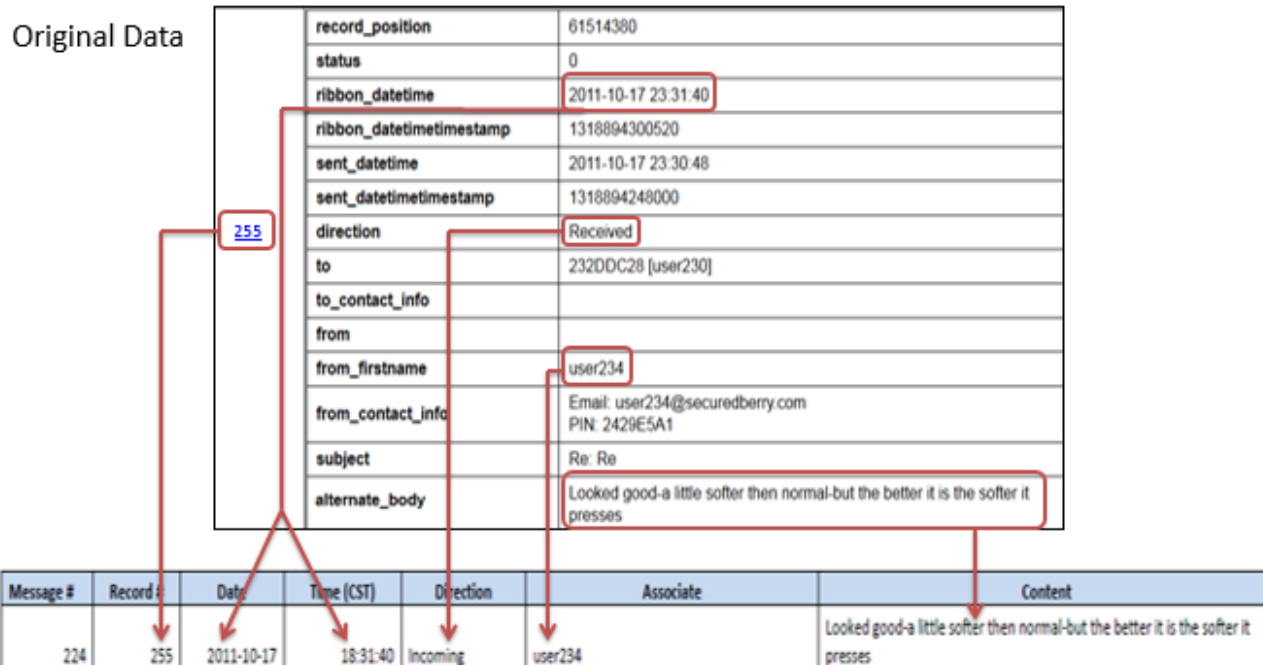 Original Data
record_position 61514380
status 0
ribbon_datetime 2011-10-17 23:31:40
ribbon_datetimetimestamp 1318894300520
sent_datetime 2011-10-17 23:30:48
sent_datetimetimestamp 1318894248000
255 direction Received
to 232DDC28 [user230]
to_contact_info
from
from_firstname user234
from_contact_info Email: user234@securedberry.com
PIN: 2429E5A1
subject Re: Re
alternate_body Looked good-a little softer then normal-but the better it is the softer it
presses
Message # Record # Date Time (CST) Direction Associate Content
Looked good-a little softer then normal-but the better it is the softer it
224 255 2011-10-17 18:31:40 Incoming user234 presses